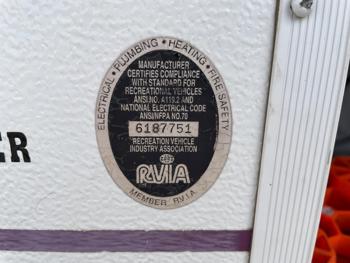 ELECTRICAL • PLUMBING • HEATING • FIRE SAFETY
MANUFACTURER
CERTIFIES COMPLIANCE
WITH STANDARD FOR
RECREATIONAL VEHICLES
ANSI NO. A119.2 AND
NATIONAL ELECTRICAL CODE
ANSI/NFPA NO. 70
6187751
RECREATION VEHICLE
INDUSTRY ASSOCIATION
RVIA
MEMBER RVIA
ER